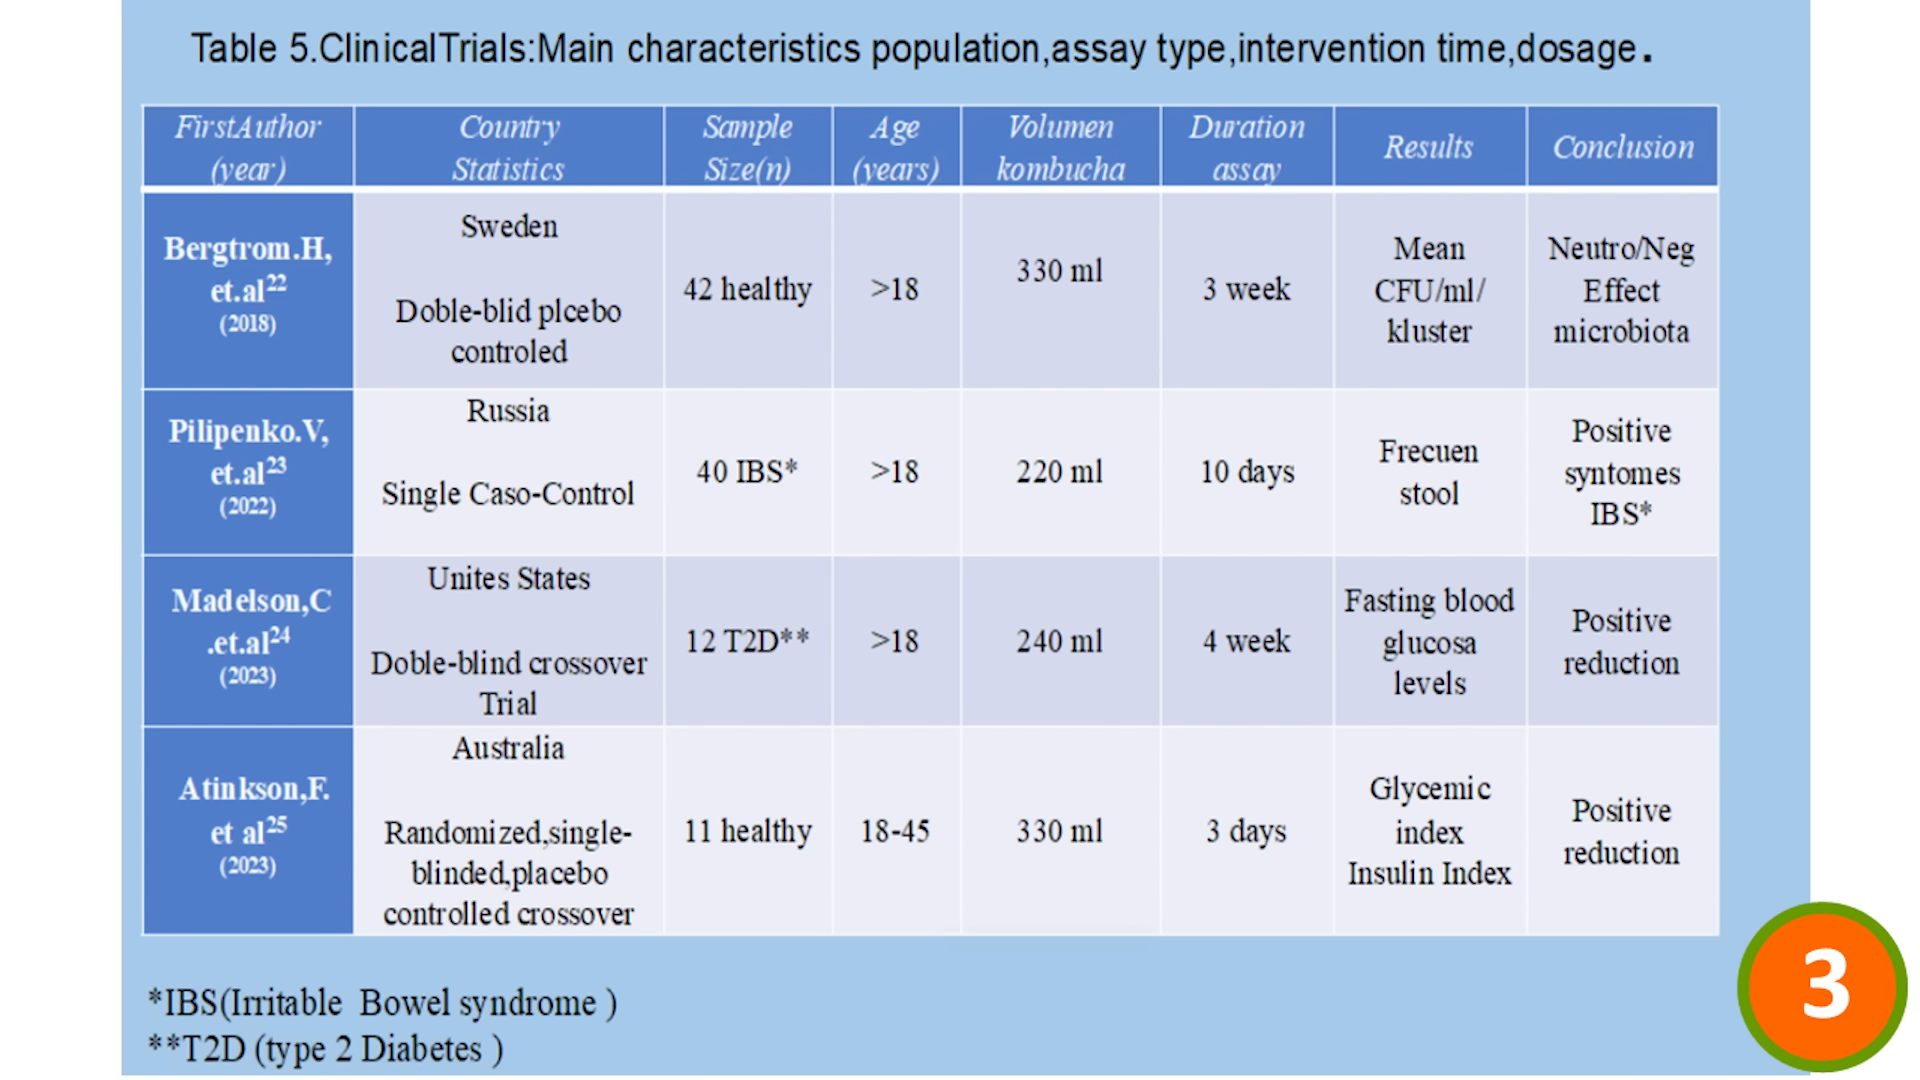 Table 5.ClinicalTrials:Main characteristics population,assay type,intervention time,dosage.
FirstAuthor
(year)
Country
Statistics
Sample
Size(n)
Age
(years)
Volumen
kombucha
Duration
assay
Results
Conclusion
Bergtrom.H,
et.al22
(2018)
Sweden
Doble-blid plcebo
controled
42 healthy
>18
330 ml
3 week
Mean
CFU/ml/
kluster
Neutro/Neg
Effect
microbiota
Pilipenko.V,
et.al23
(2022)
Russia
Single Caso-Control
40 IBS*
>18
220 ml
10 days
Frecuen
stool
Positive
syntomes
IBS*
Madelson,C
.et.al24
(2023)
Unites States
Doble-blind crossover
Trial
12 T2D**
>18
240 ml
4 week
Fasting blood
glucosa
levels
Positive
reduction
Atinkson,F.
et al25
(2023)
Australia
Randomized,single-
blinded,placebo
controlled crossover
11 healthy
18-45
330 ml
3 days
Glycemic
index
Insulin Index
Positive
reduction
*IBS(Irritable Bowel syndrome )
**T2D (type 2 Diabetes )
3